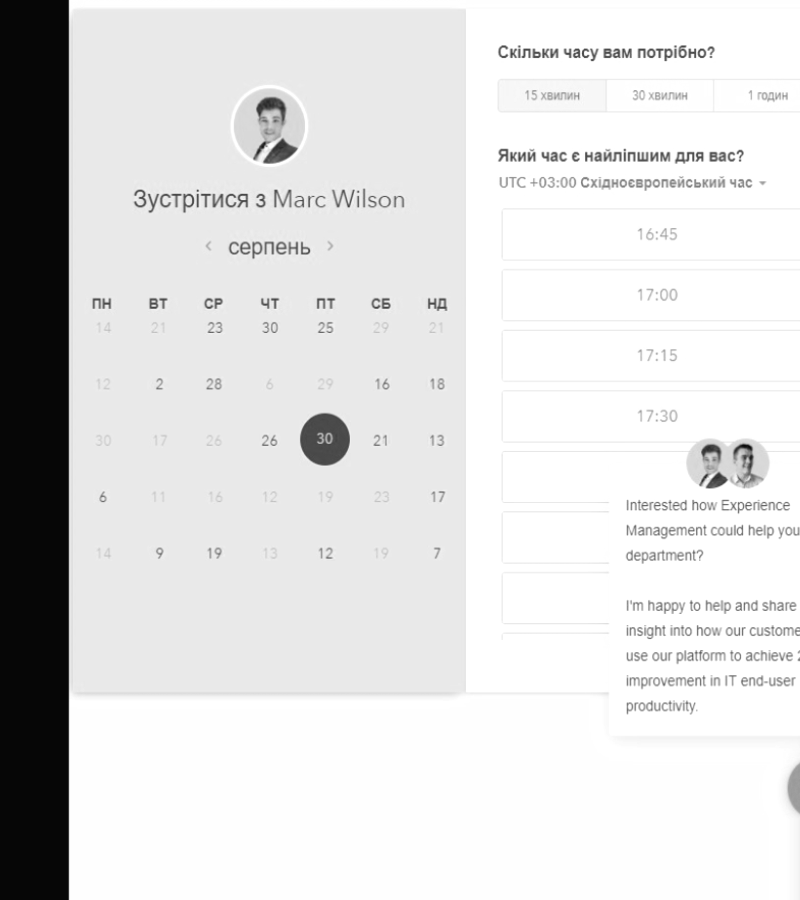 Зустрітися з Marc Wilson
серпень
ПН ВТ СР ЧТ ПТ СБ НД
14 21 23 30 25 29 21
12 2 28 6 29 16 18
30 17 26 26 30 21 13
6 11 16 12 19 23 17
14 9 19 13 12 19 7
Скільки часу вам потрібно?
15 хвилин 30 хвилин 1 годин
Який час є найліпшим для вас?
UTC +03:00 Східноєвропейський час
16:45
17:00
17:15
17:30
Interested how Experience
Management could help you
department?
I'm happy to help and share
insight into how our custome
use our platform to achieve 2
improvement in IT end-user
productivity.